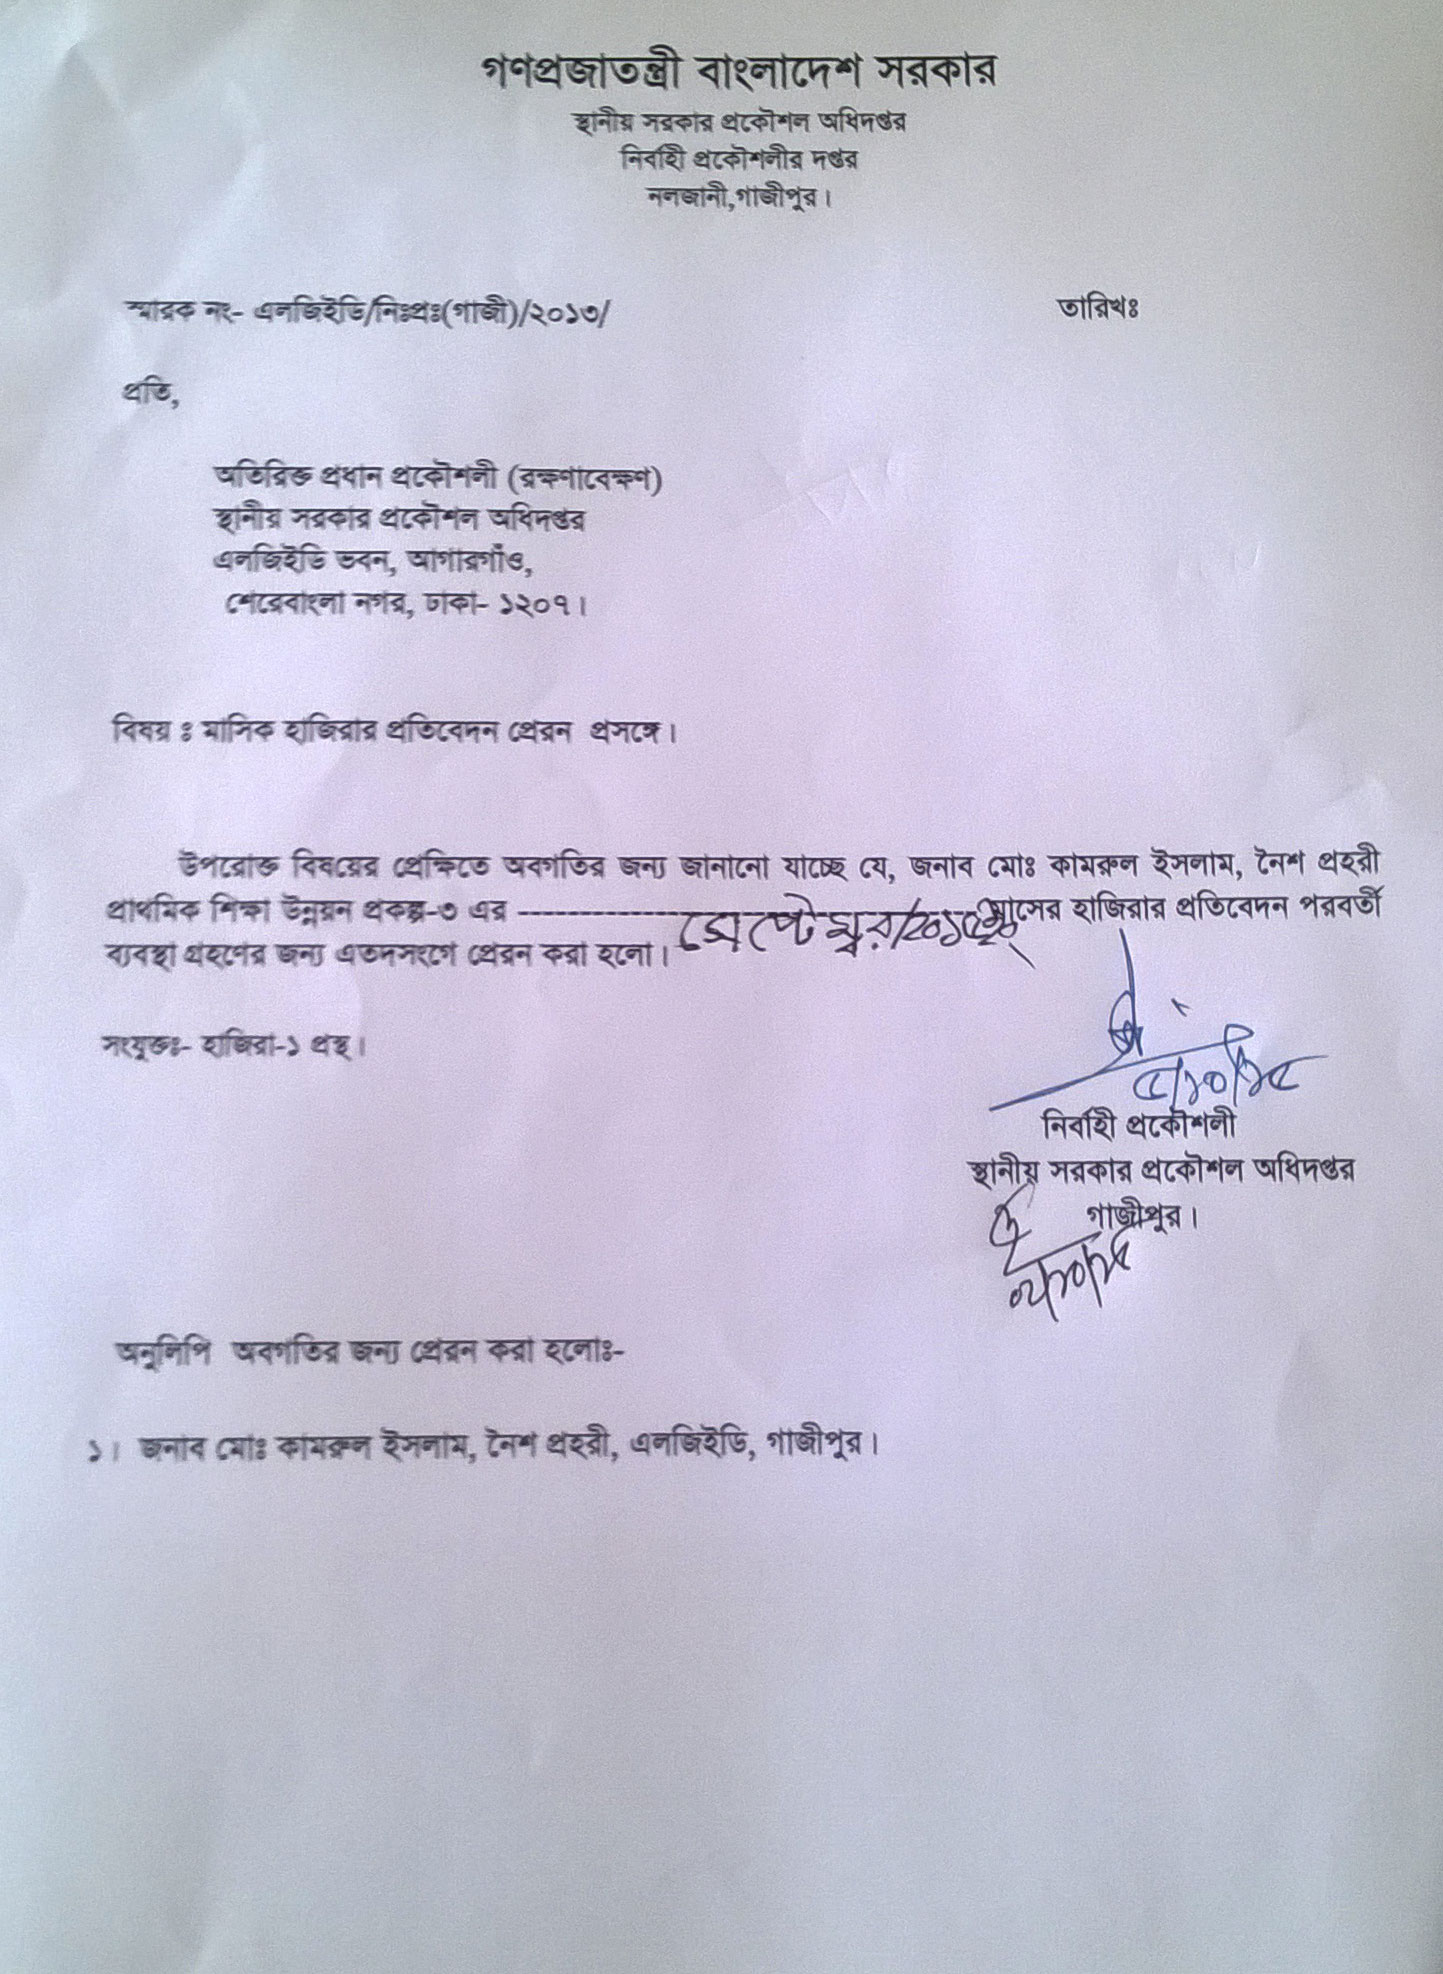 গণপ্রজাতন্ত্রী বাংলাদেশ সরকার
স্থানীয় সরকার প্রকৌশল অধিদপ্তর
নির্বাহী প্রকৌশলীর দপ্তর
নলজানী,গাজীপুর।
স্মারক নং- এলজিইডি/নিঃপ্রঃ(গাজী)/২০১৩/
তারিখঃ
প্রতি,
অতিরিক্ত প্রধান প্রকৌশলী (রক্ষণাবেক্ষণ)
স্থানীয় সরকার প্রকৌশল অধিদপ্তর
এলজিইডি ভবন, আগারগাঁও,
শেরেবাংলা নগর, ঢাকা- ১২০৭।
বিষয় ঃ মাসিক হাজিরার প্রতিবেদন প্রেরন প্রসঙ্গে।
উপরোক্ত বিষয়ের প্রেক্ষিতে অবগতির জন্য জানানো যাচ্ছে যে, জনাব মোঃ কামরুল ইসলাম, নৈশ প্রহরী
প্রাথমিক শিক্ষা উন্নয়ন প্রকল্প-৩ এর ---------------- সেপ্টেম্বর/২০১৫ মাসের হাজিরার প্রতিবেদন পরবর্তী
ব্যবস্থা গ্রহণের জন্য এতদসংগে প্রেরন করা হলো।
সংযুক্তঃ- হাজিরা-১ প্রস্থ।
৫/১০/১৫
নির্বাহী প্রকৌশলী
স্থানীয় সরকার প্রকৌশল অধিদপ্তর
গাজীপুর।
০২/১০/১৫
অনুলিপি অবগতির জন্য প্রেরন করা হলোঃ-
১। জনাব মোঃ কামরুল ইসলাম, নৈশ প্রহরী, এলজিইডি, গাজীপুর।